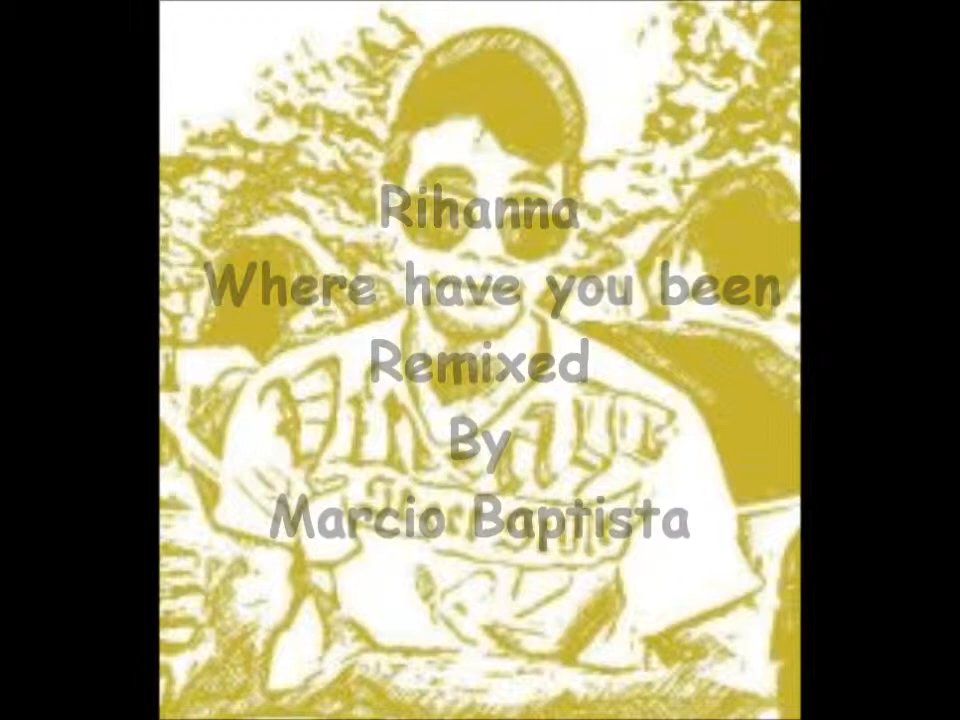 Rihanna
Where have you been
Remixed
By
Marcio Baptista